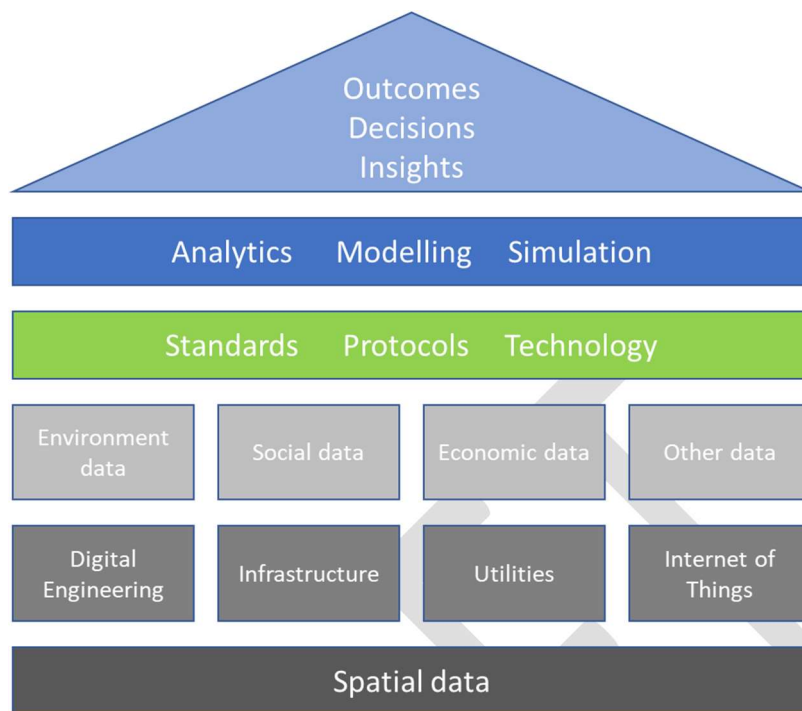 Outcomes
Decisions
Insights
Analytics Modelling Simulation
Standards Protocols Technology
Environment
data
Social data
Economic data
Other data
Digital
Engineering
Infrastructure
Utilities
Internet of
Things
Spatial data